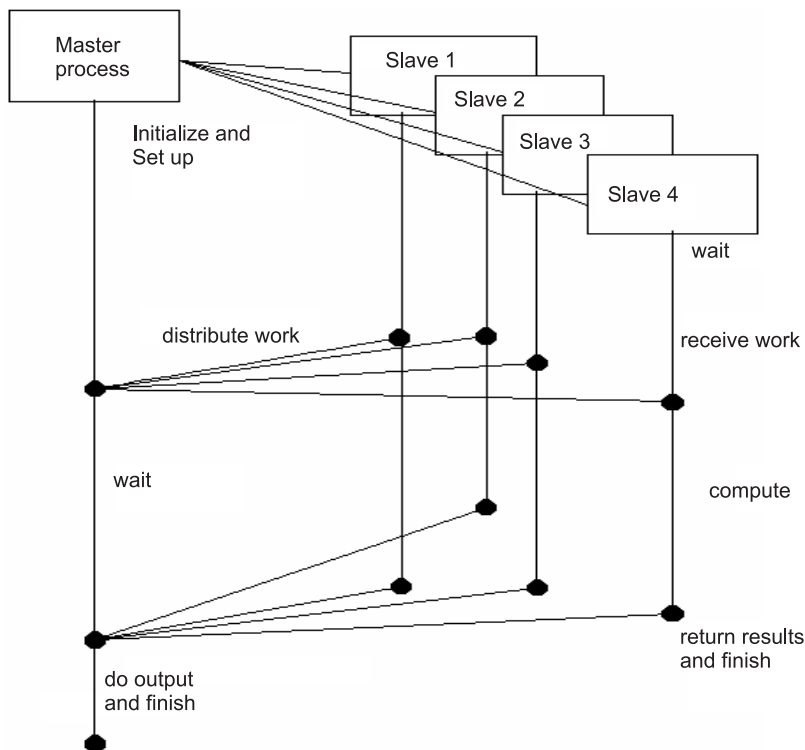 Master
process
Slave 1
Slave 2
Slave 3
Slave 4
Initialize and
Set up
wait
distribute work
receive work
wait
compute
return results
and finish
do output
and finish